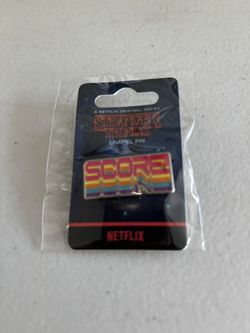 A NETFLIX ORIGINAL SERIES
STRANGER
THINGS
ENAMEL PIN
SCORE!
NETFLIX